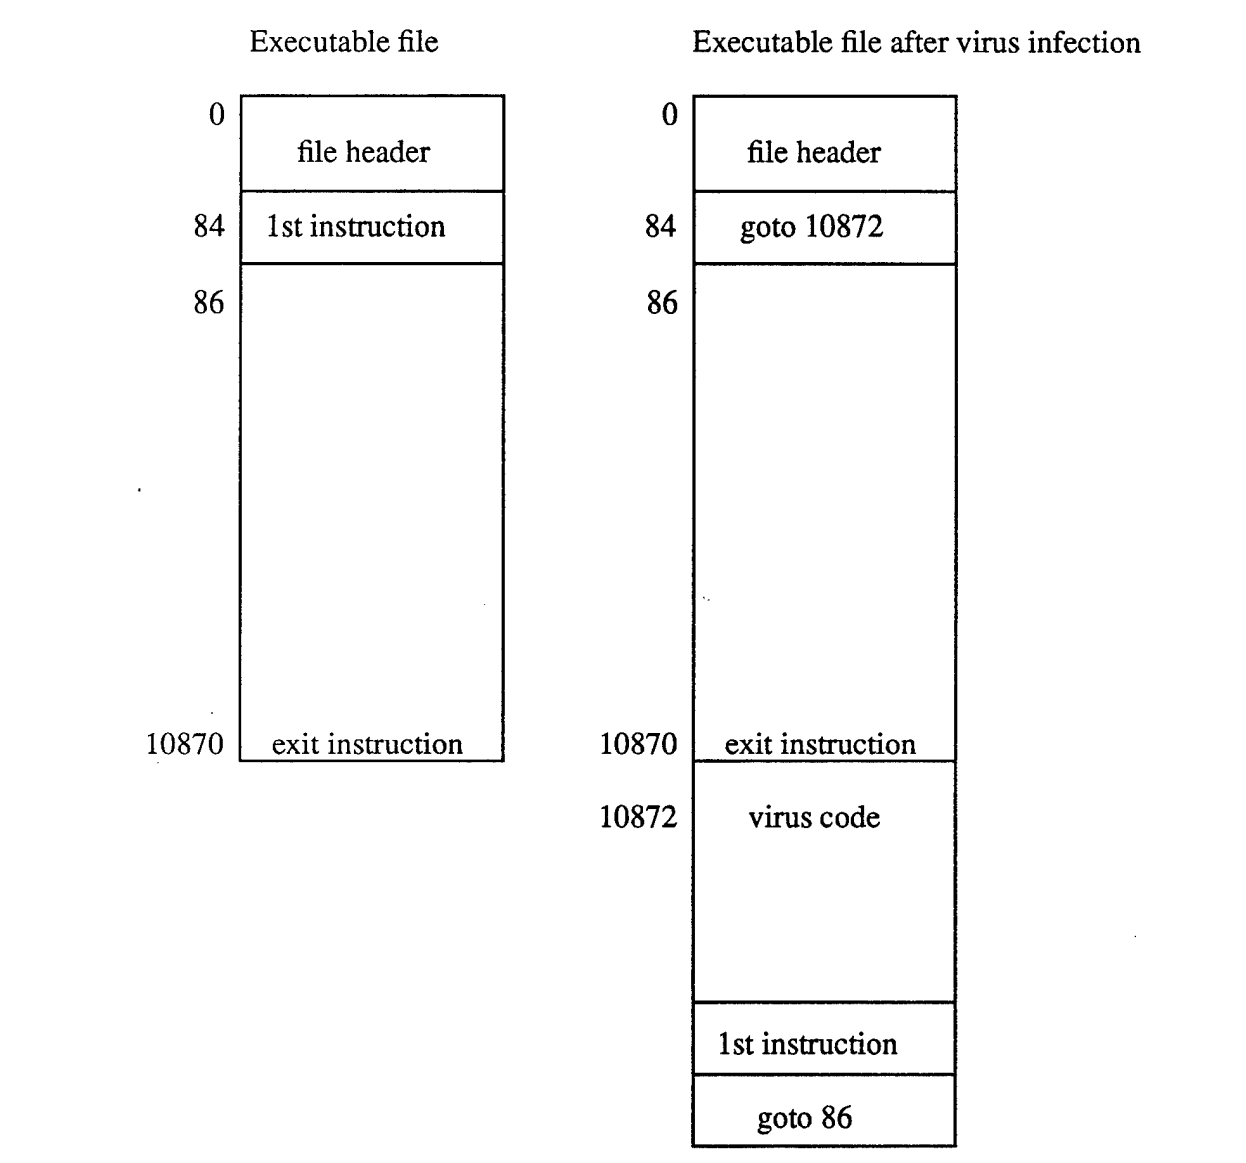 Executable file
0
file header
84
1st instruction
86
10870
exit instruction
Executable file after virus infection
0
file header
84
goto 10872
86
10870
exit instruction
10872
virus code
1st instruction
goto 86